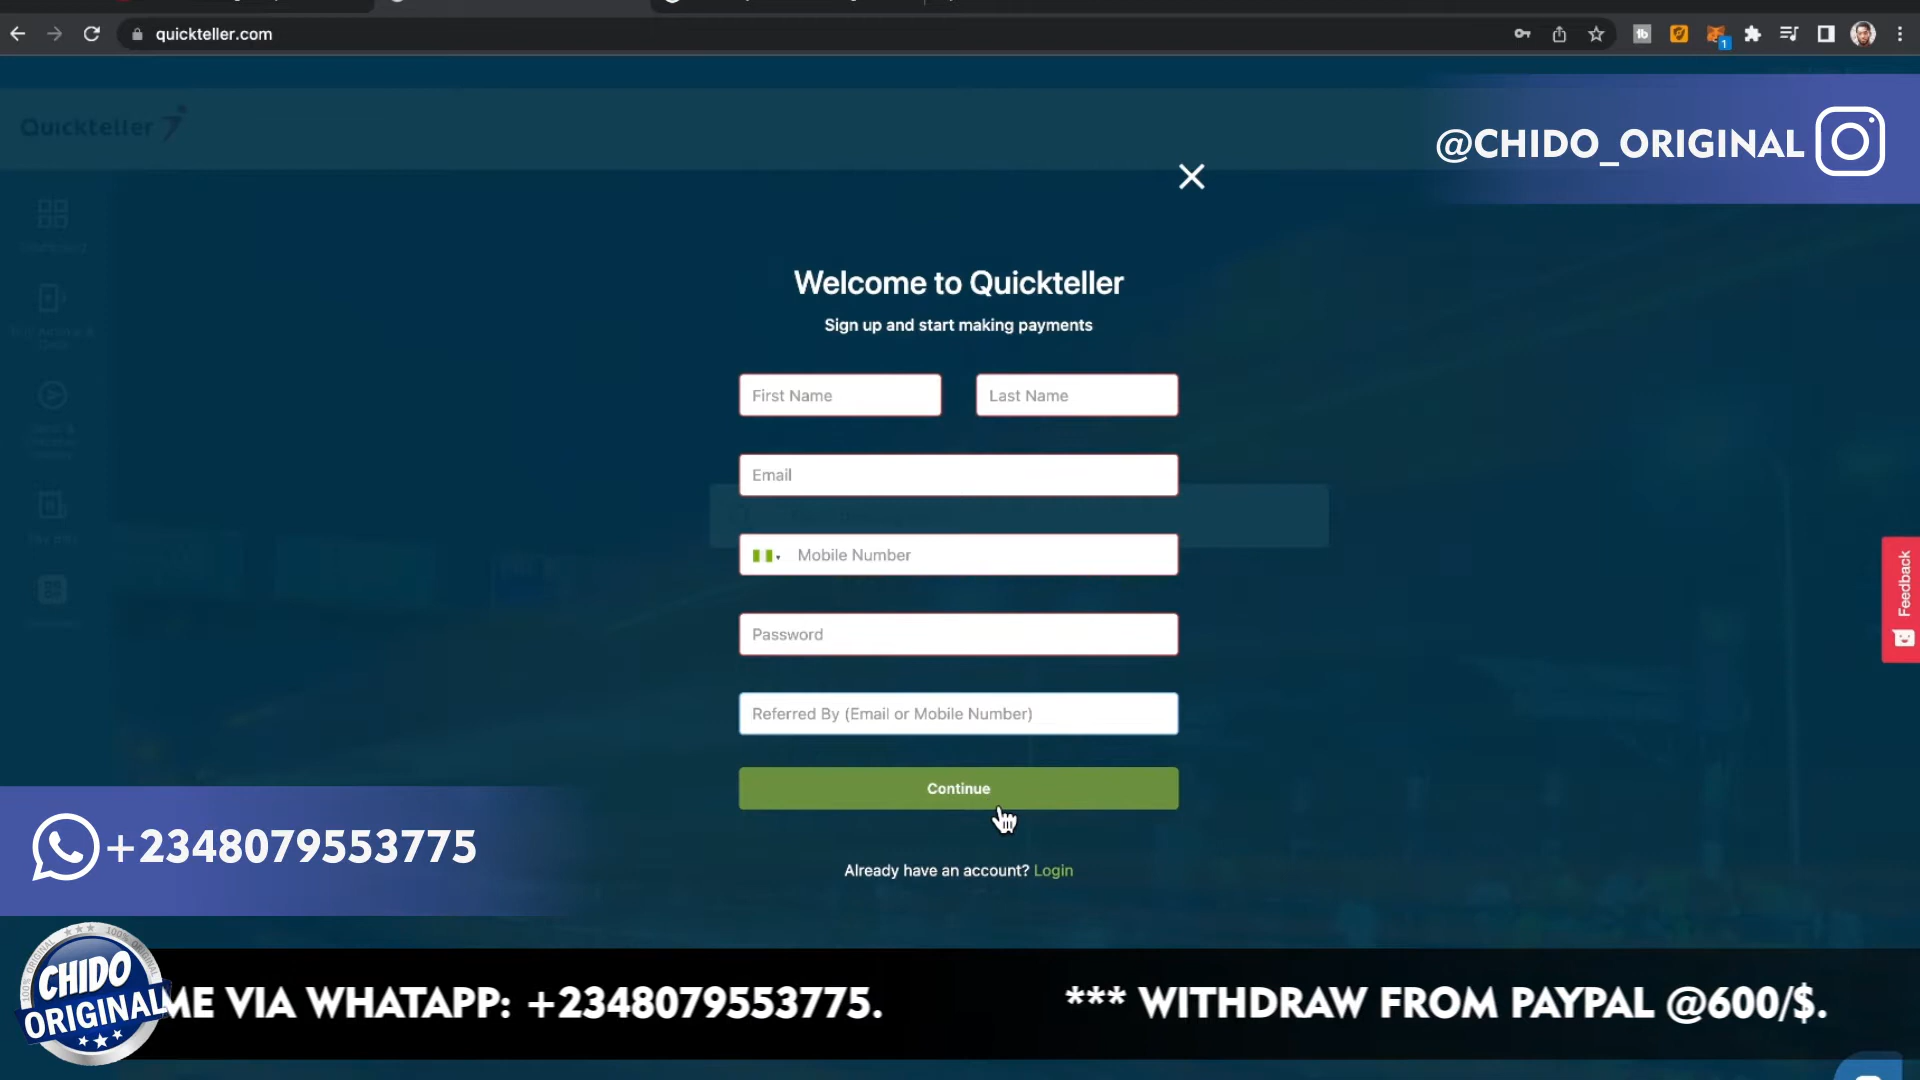 quickteller.com
1
Quickteller
@CHIDO_ORIGINAL
Welcome to Quickteller
Sign up and start making payments
First Name
Last Name
Email
Mobile Number
Password
Referred By (Email or Mobile Number)
Continue
Already have an account? Login
Feedback
+2348079553775
CHIDO
ORIGINAL
ME VIA WHATAPP: +2348079553775.
*** WITHDRAW FROM PAYPAL @600/$.